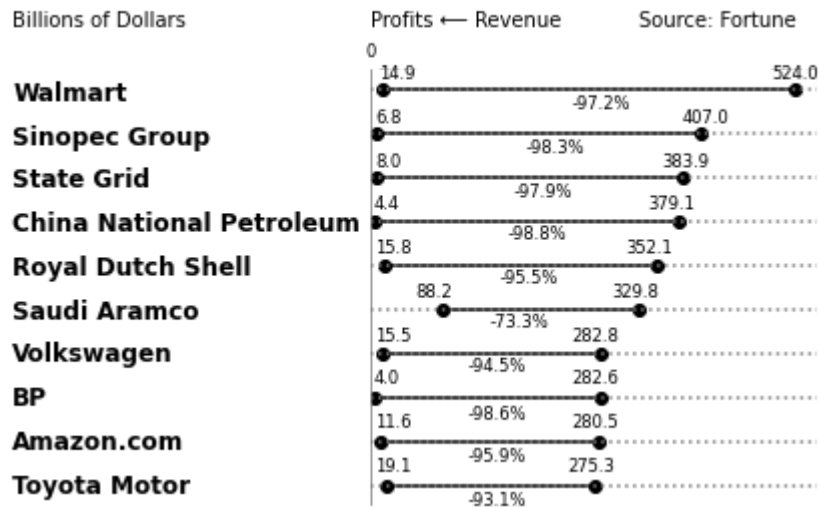 Billions of Dollars Profits ← Revenue Source: Fortune
0
14.9 524.0
Walmart
-97.2%
6.8 407.0
Sinopec Group
-98.3%
8.0 383.9
State Grid
-97.9%
4.4 379.1
China National Petroleum
-98.8%
15.8 352.1
Royal Dutch Shell
-95.5%
88.2 329.8
Saudi Aramco
-73.3%
15.5 282.8
Volkswagen
-94.5%
4.0 282.6
BP
-98.6%
11.6 280.5
Amazon.com
-95.9%
19.1 275.3
Toyota Motor
-93.1%